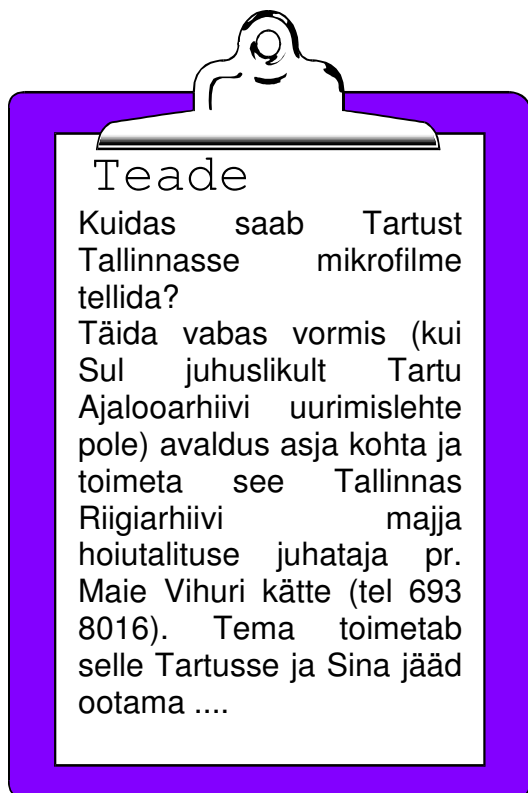 Teade
Kuidas saab Tartust
Tallinnasse mikrofilme
tellida?
Täida vabas vormis (kui
Sul juhuslikult Tartu
Ajalooarhiivi uurimislehte
pole) avaldus asja kohta ja
toimeta see Tallinnas
Riigiarhiivi majja
hoiutalituse juhataja pr.
Maie Vihuri kätte (tel 693
8016). Tema toimetab
selle Tartusse ja Sina jääd
ootama ....